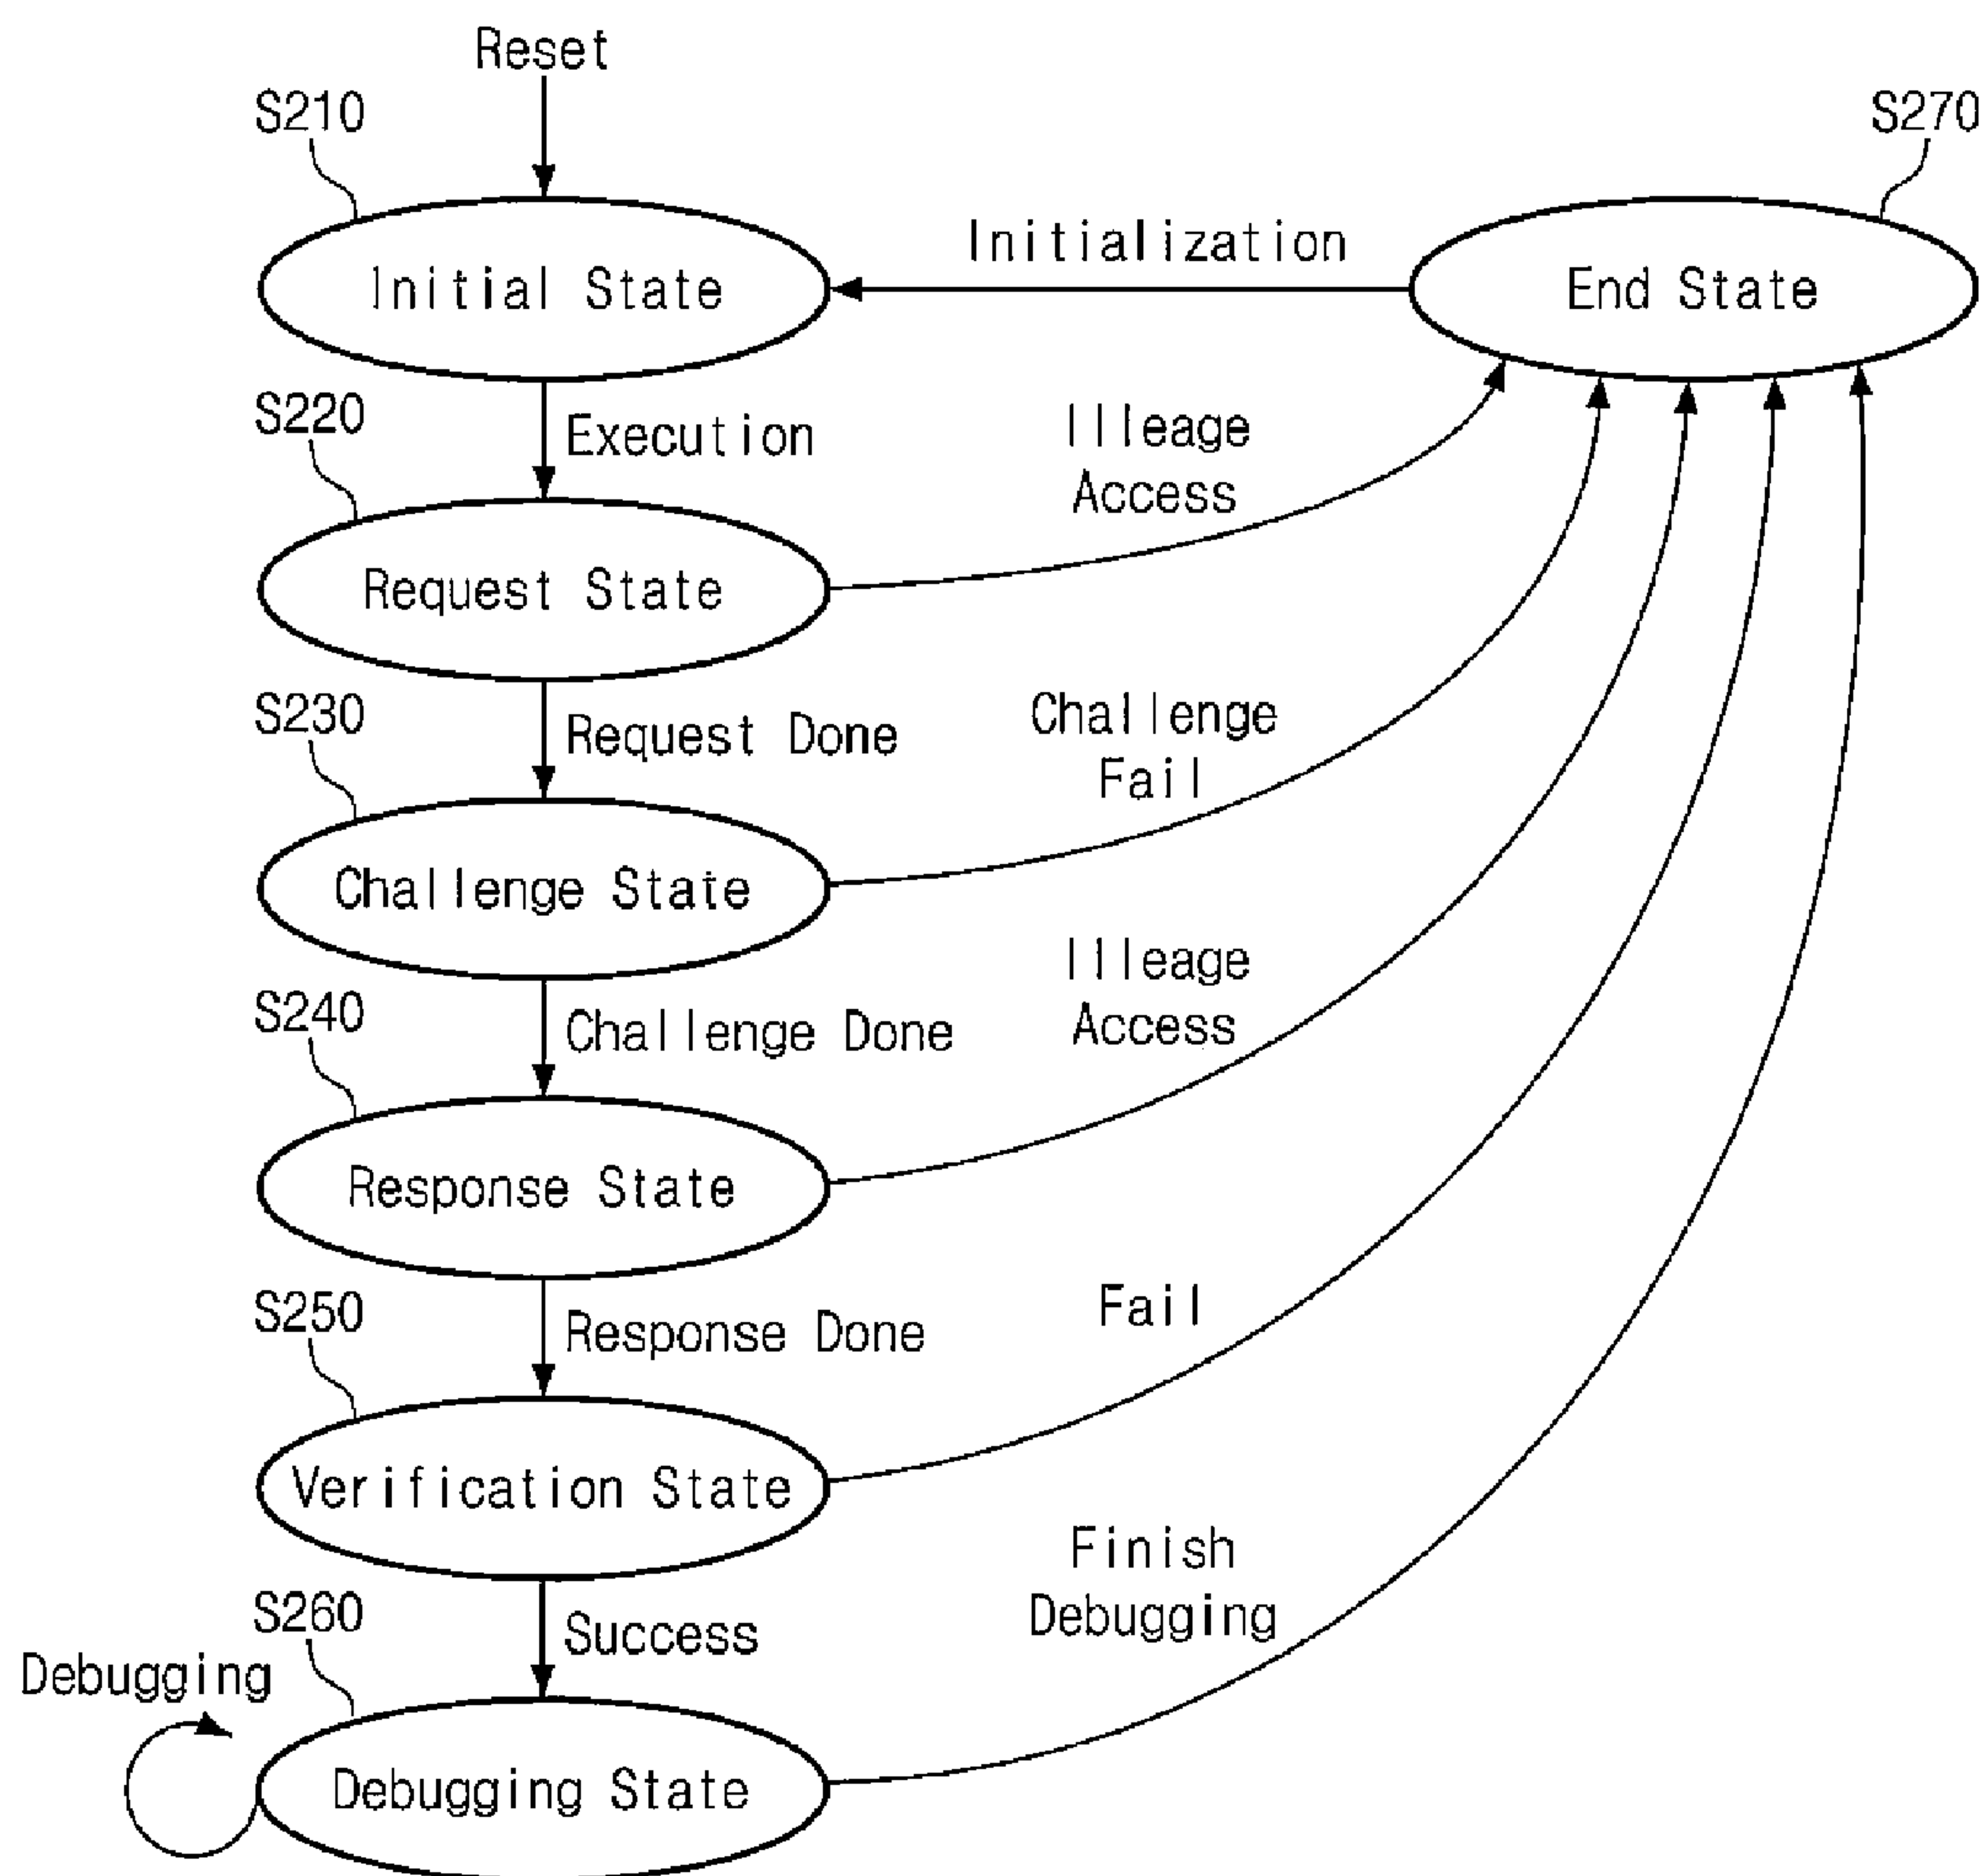 Reset
S210
S270
Initialization
Initial State
End State
S220
Execution
Illeage
Access
Request State
S230
Request Done
Challenge
Fail
Challenge State
S240
Challenge Done
Illeage
Access
Response State
S250
Response Done
Fail
Verification State
S260
Success
Finish
Debugging
Debugging
Debugging State